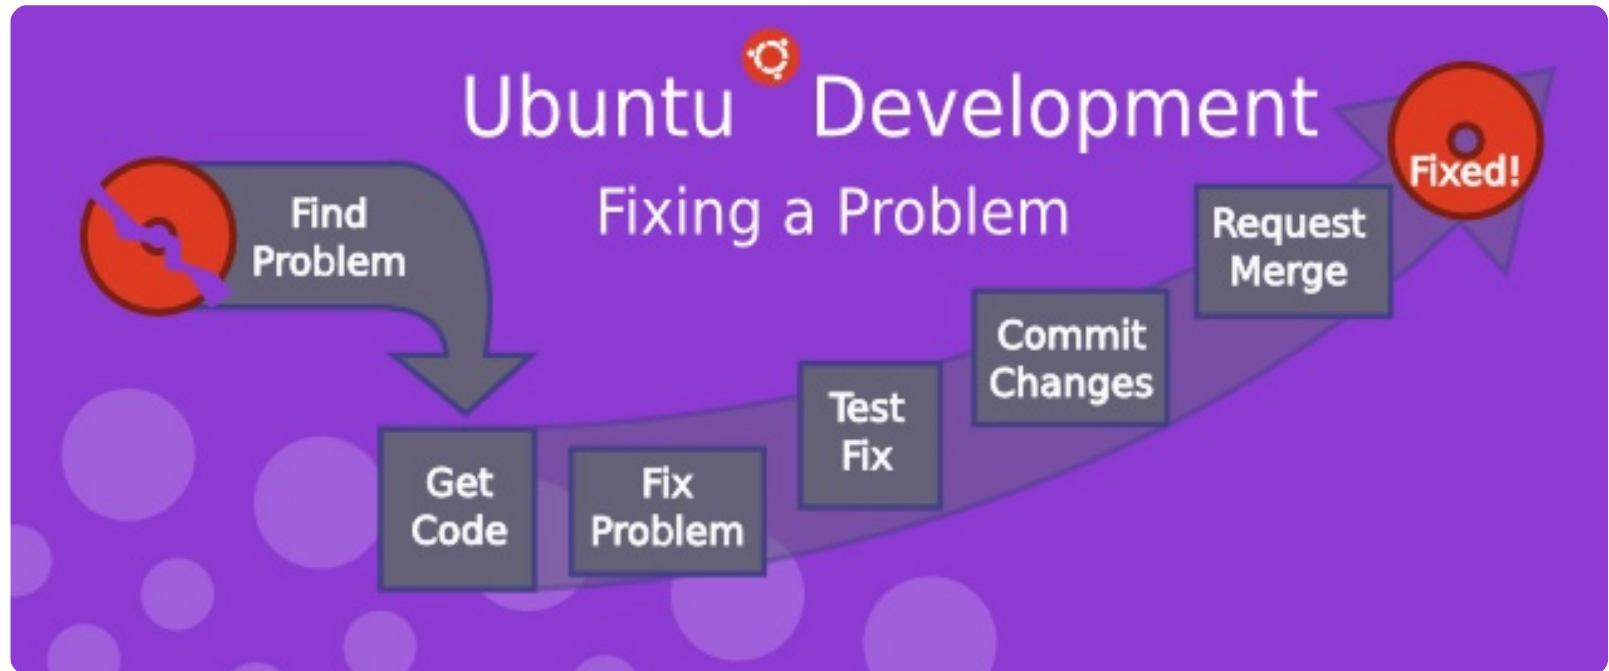 Ubuntu Development
Fixing a Problem
Find
Problem
Get
Code
Fix
Problem
Test
Fix
Commit
Changes
Request
Merge
Fixed!